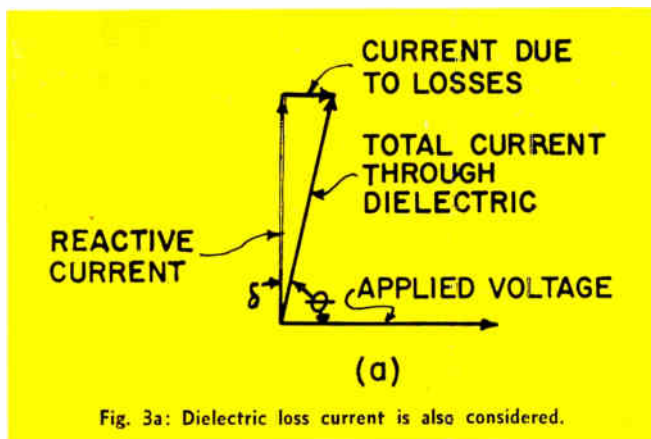 CURRENT DUE
TO LOSSES
TOTAL CURRENT
THROUGH
DIELECTRIC
REACTIVE
CURRENT
δ
θ
APPLIED VOLTAGE
(a)
Fig. 3a: Dielectric loss current is also considered.